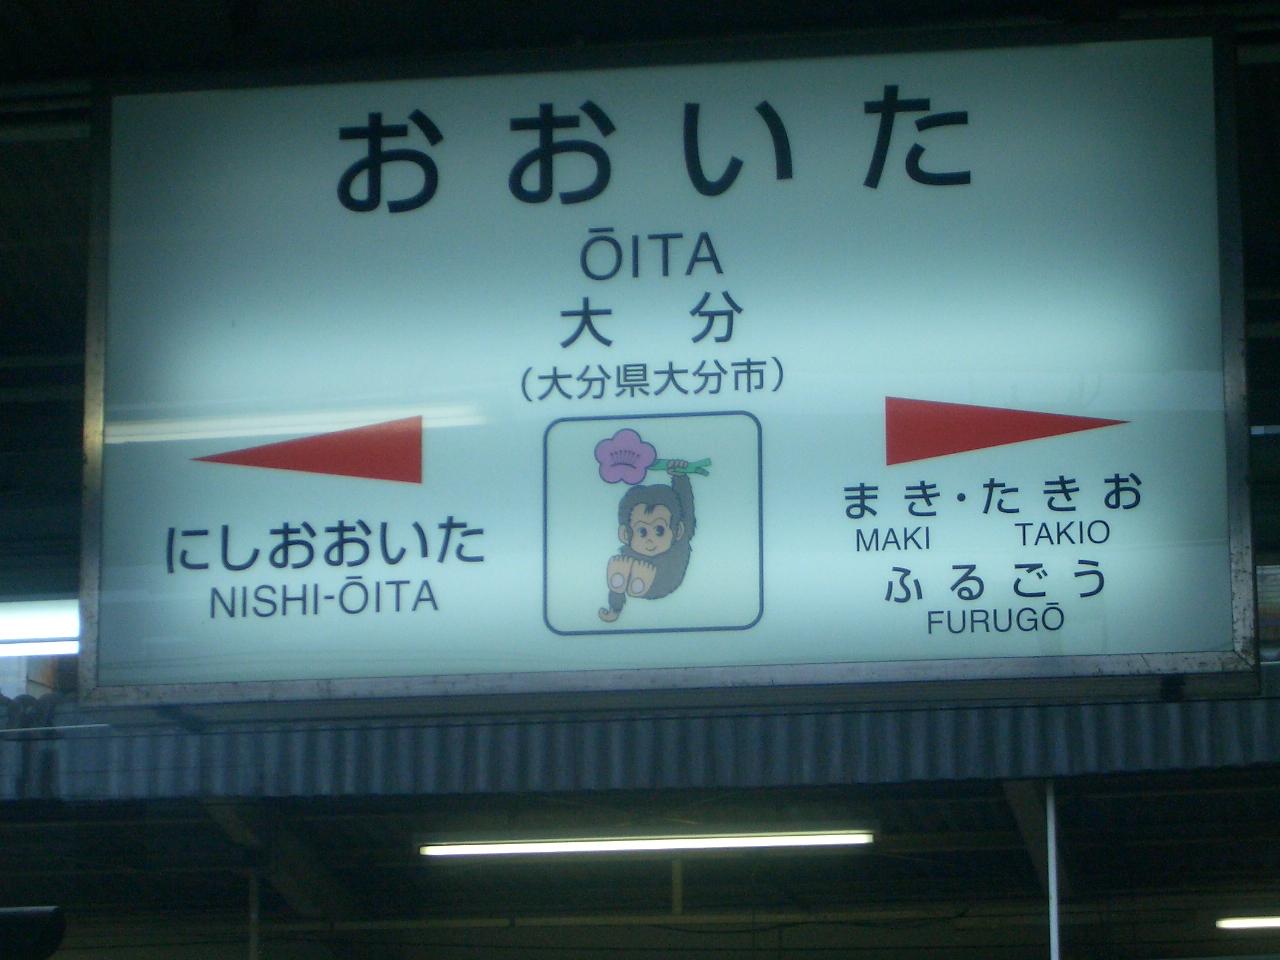 おおいた
ŌITA
大分
(大分県大分市)
にしおおいた
NISHI-ŌITA
まき・たきお
MAKI TAKIO
ふるごう
FURUGŌ